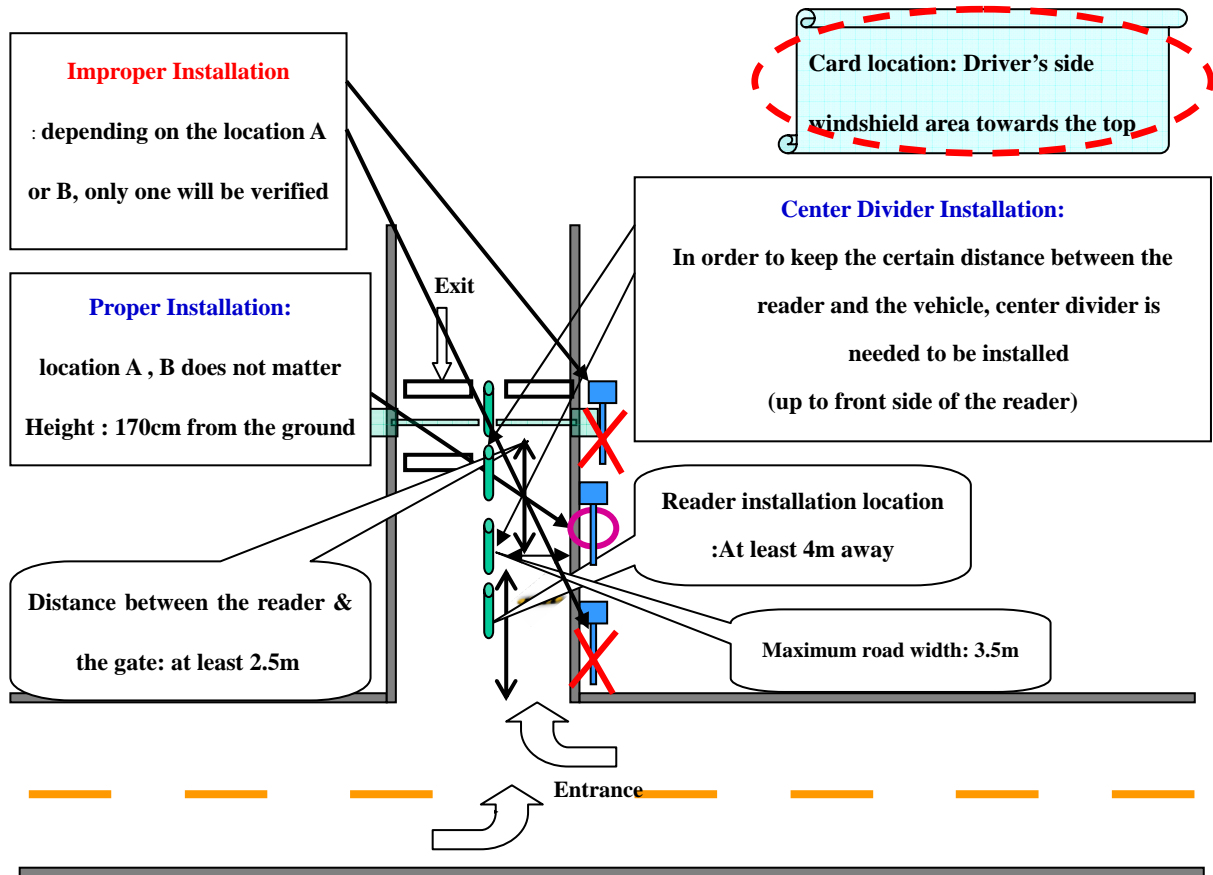 Improper Installation
: depending on the location A
or B, only one will be verified
Card location: Driver's side
windshield area towards the top
Center Divider Installation:
In order to keep the certain distance between the
reader and the vehicle, center divider is
needed to be installed
(up to front side of the reader)
Exit
Proper Installation:
location A , B does not matter
Height : 170cm from the ground
Reader installation location
:At least 4m away
Distance between the reader &
the gate: at least 2.5m
Maximum road width: 3.5m
Entrance